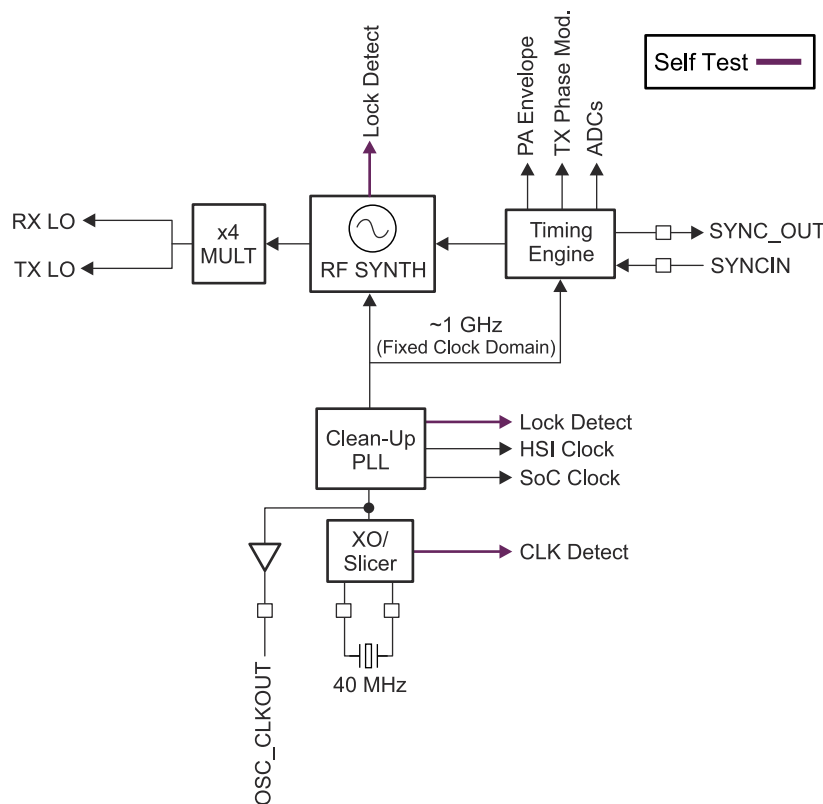 Self Test
Lock Detect
PA Envelope
TX Phase Mod.
ADCs
RX LO
TX LO
x4
MULT
RF SYNTH
Timing
Engine
SYNC_OUT
SYNCIN
~1 GHz
(Fixed Clock Domain)
Clean-Up
PLL
Lock Detect
HSI Clock
SoC Clock
XO/
Slicer
CLK Detect
40 MHz
OSC_CLKOUT